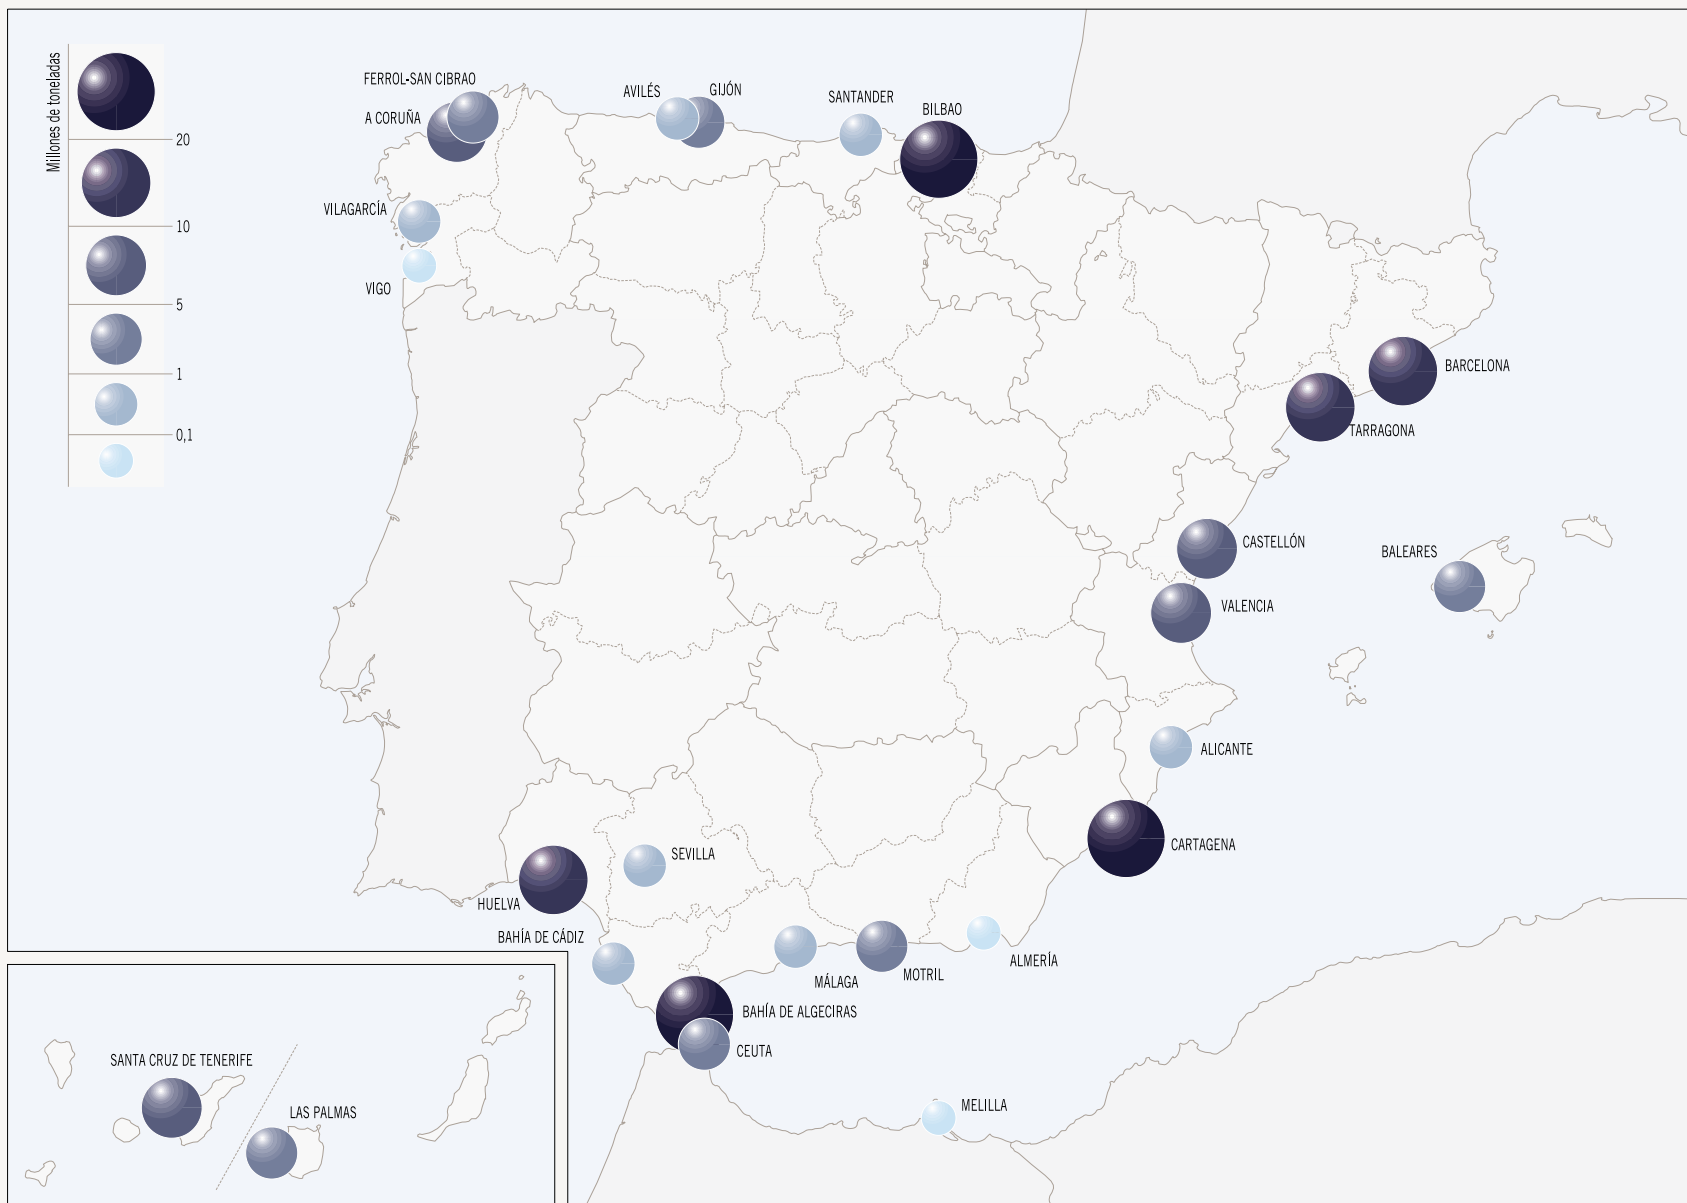 Millones de toneladas
20
10
5
1
0,1
FERROL-SAN CIBRAO
A CORUÑA
AVILÉS
GIJÓN
SANTANDER
BILBAO
VILAGARCÍA
VIGO
BARCELONA
TARRAGONA
CASTELLÓN
BALEARES
VALENCIA
ALICANTE
CARTAGENA
SEVILLA
HUELVA
BAHÍA DE CÁDIZ
MÁLAGA
MOTRIL
ALMERÍA
BAHÍA DE ALGECIRAS
CEUTA
MELILLA
SANTA CRUZ DE TENERIFE
LAS PALMAS